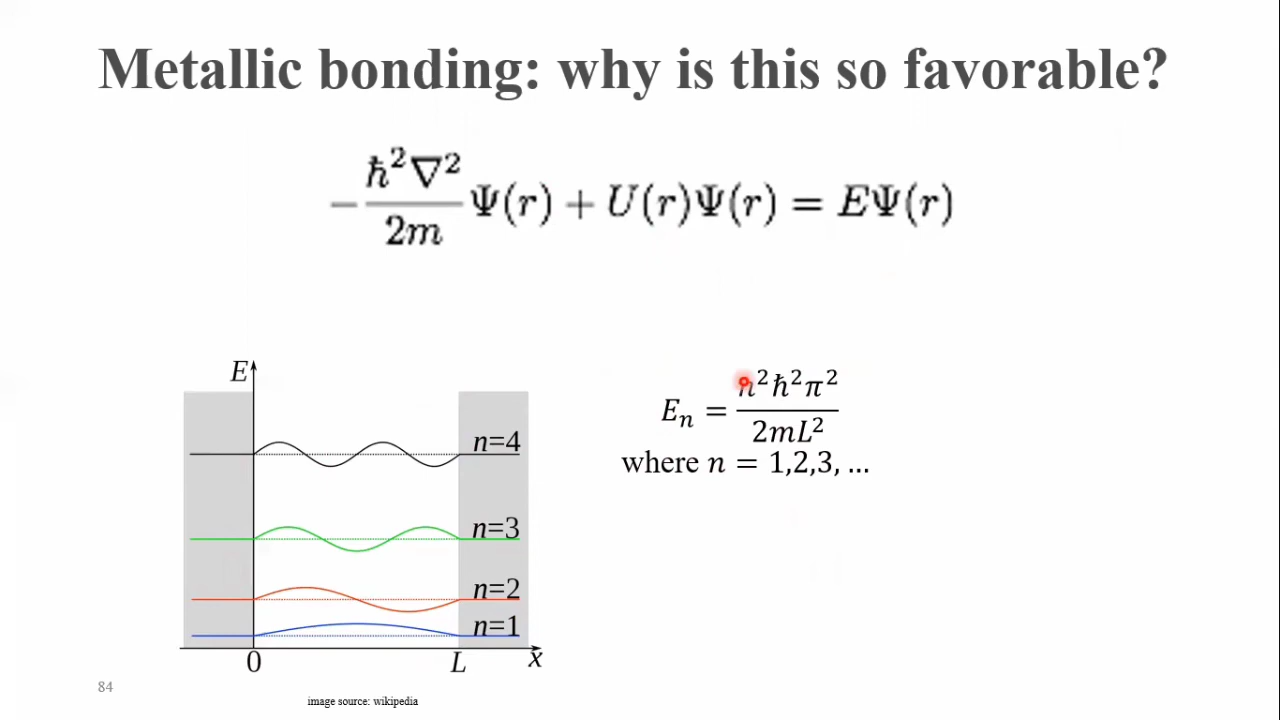 Metallic bonding: why is this so favorable?
−ħ²∇²/2m Ψ(r) + U(r)Ψ(r) = EΨ(r)
E
n=4
n=3
n=2
n=1
0 L x
Eₙ = n²ħ²π²/2mL²
where n = 1,2,3, …
84
image source: wikipedia